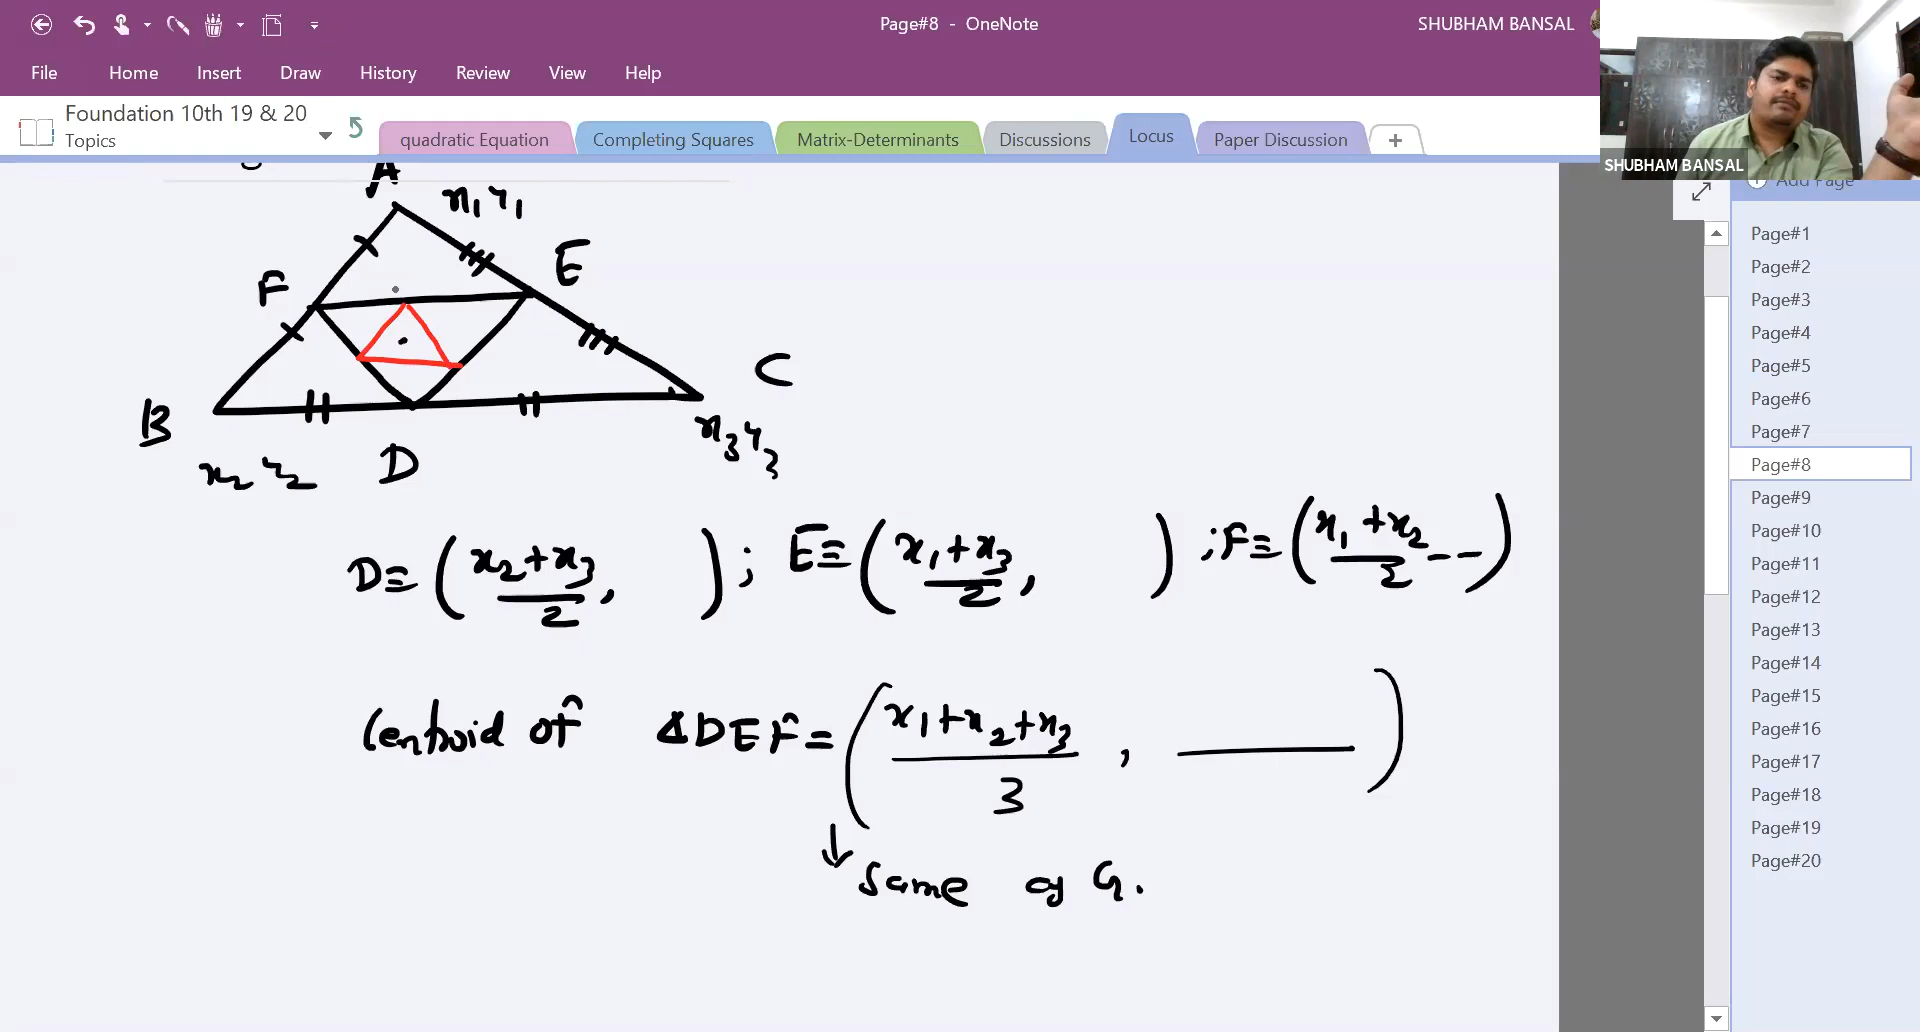 Page#8 - OneNote
SHUBHAM BANSAL
File Home Insert Draw History Review View Help
Foundation 10th 19 & 20
Topics
quadratic Equation
Completing Squares
Matrix-Determinants
Discussions
Locus
Paper Discussion
+
SHUBHAM BANSAL
Add Page
Page#1
Page#2
Page#3
Page#4
Page#5
Page#6
Page#7
Page#8
Page#9
Page#10
Page#11
Page#12
Page#13
Page#14
Page#15
Page#16
Page#17
Page#18
Page#19
Page#20
A
x₁ y₁
F E
B C
x₂ y₂ D x₃ y₃
D ≡ (x₂+x₃/2, ) ; E ≡ (x₁+x₃/2, ) ; F ≡ (x₁+x₂/2 --)
Centroid of ΔDEF = (x₁+x₂+x₃/3 , ___)
↓
Same as G.